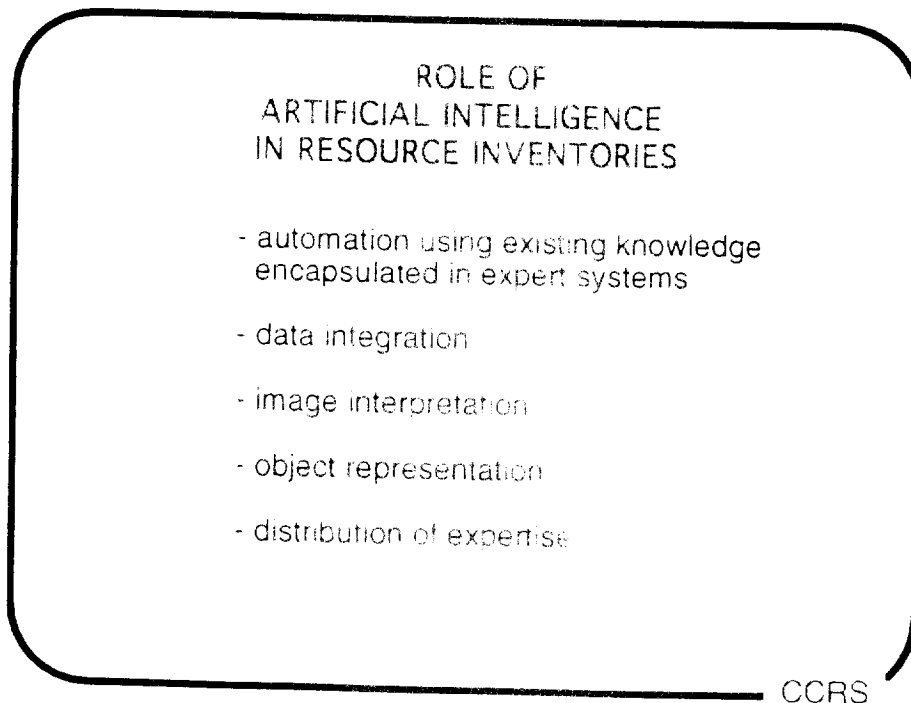 ROLE OF
ARTIFICIAL INTELLIGENCE
IN RESOURCE INVENTORIES
- automation using existing knowledge
encapsulated in expert systems
- data integration
- image interpretation
- object representation
- distribution of expertise
CCRS